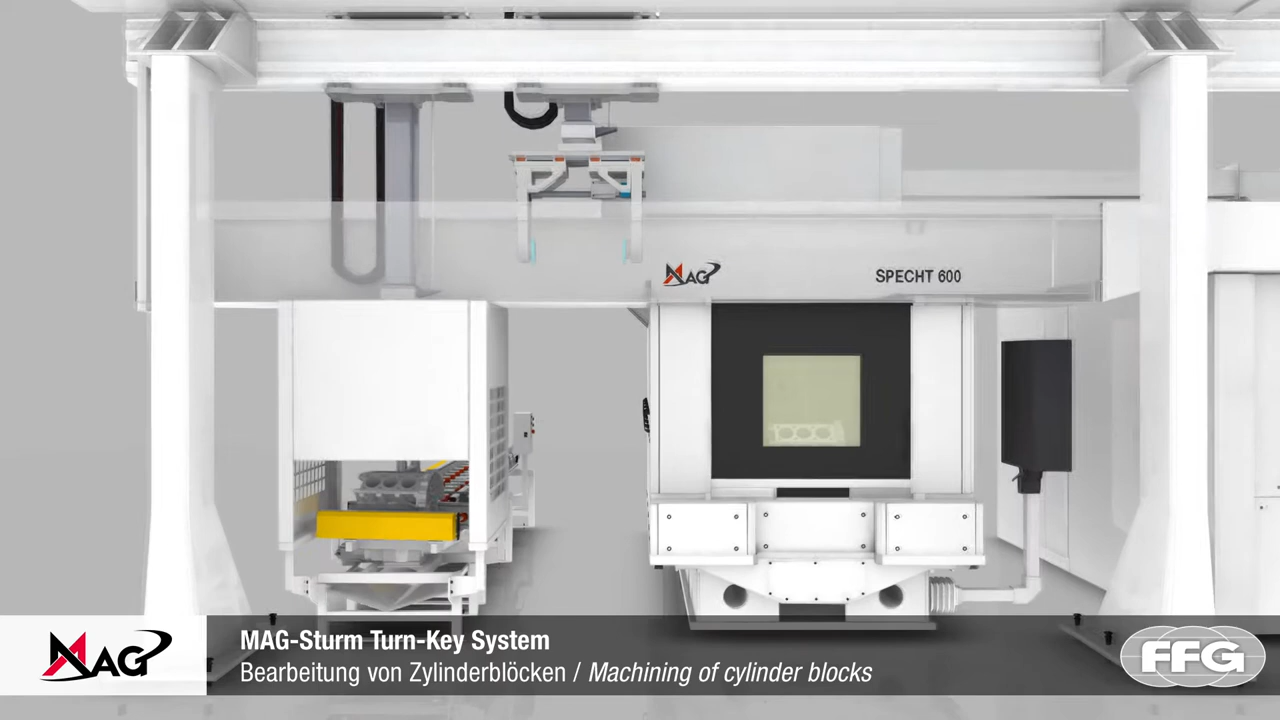 MAG
SPECHT 600
MAG
MAG-Sturm Turn-Key System
Bearbeitung von Zylinderblöcken / Machining of cylinder blocks
FFG